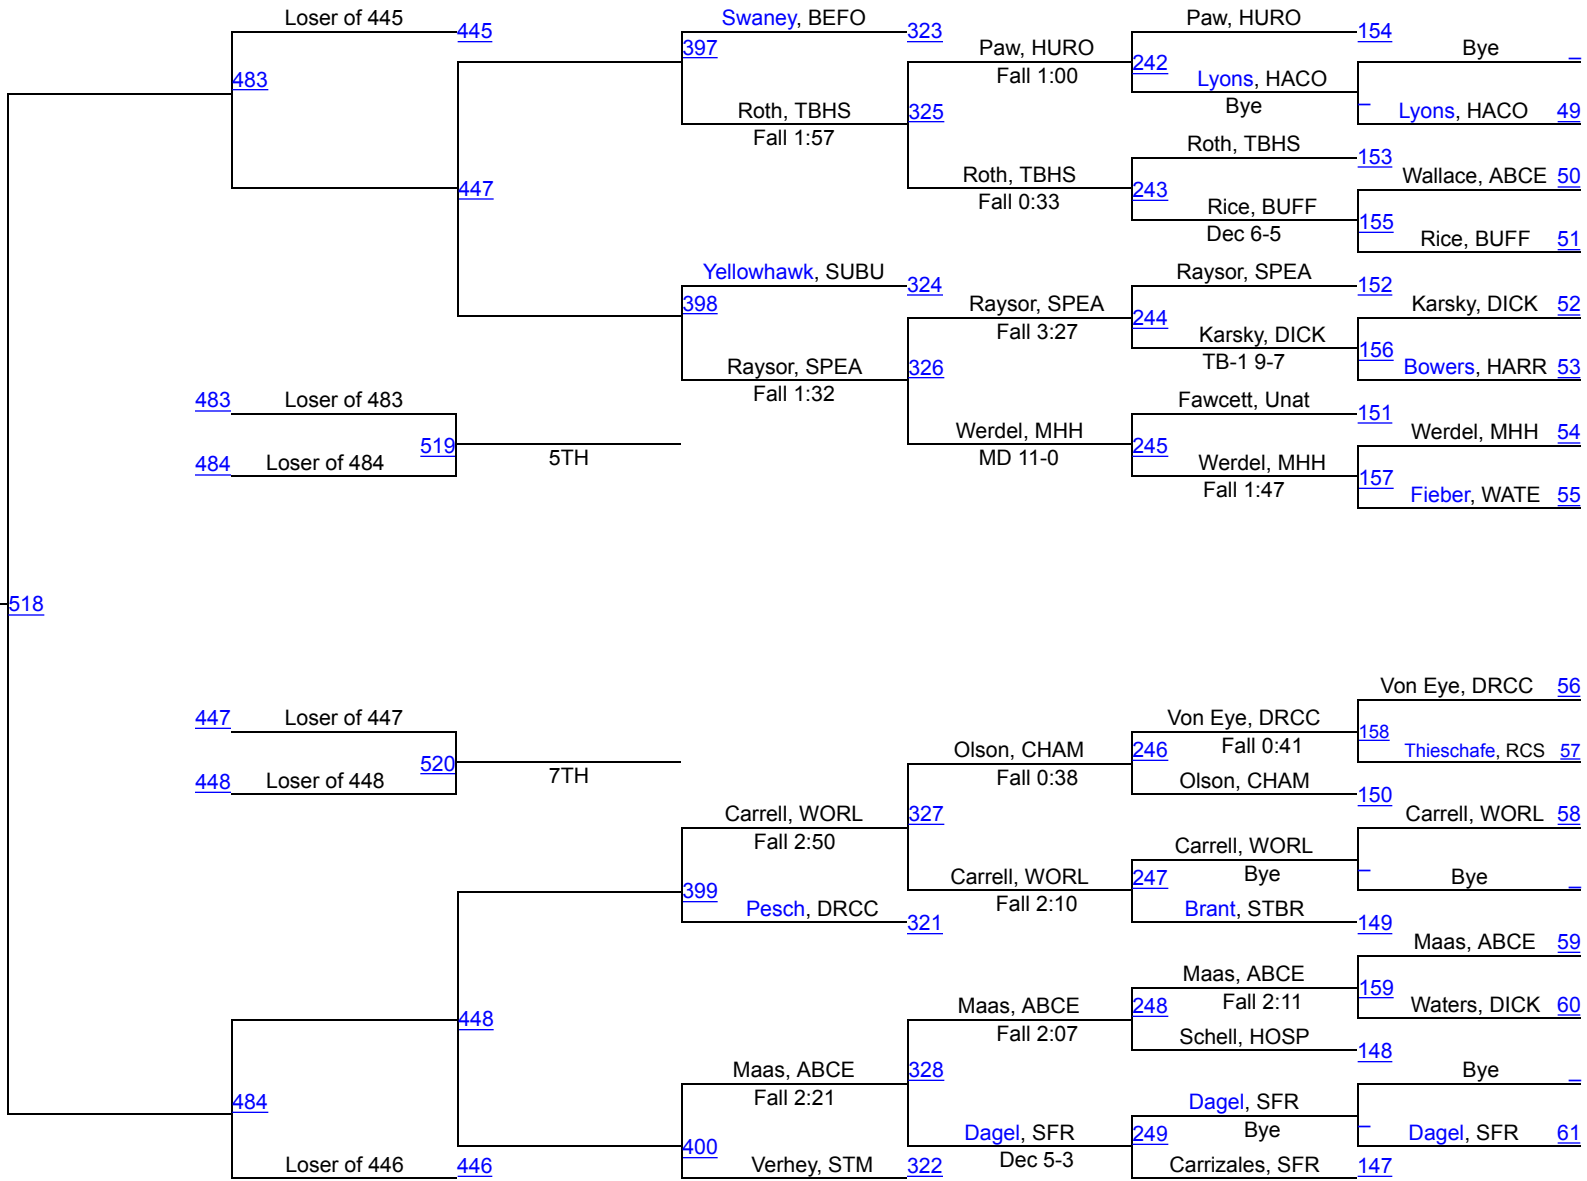 Loser of 445 445
Swaney, BEFO 323
Paw, HURO 154
397
Paw, HURO
Bye
483
242
Fall 1:00
Lyons, HACO
Bye
Roth, TBHS
325
Lyons, HACO 49
Fall 1:57
Roth, TBHS 153
Roth, TBHS
Wallace, ABCE 50
447
243
Fall 0:33
Rice, BUFF
155
Dec 6-5
Rice, BUFF 51
Yellowhawk, SUBU 324
Raysor, SPEA 152
398
Raysor, SPEA
Karsky, DICK 52
244
Fall 3:27
Karsky, DICK
156
TB-1 9-7
Raysor, SPEA
326
Bowers, HARR 53
Fall 1:32
483 Loser of 483
Fawcett, Unat 151
519
5TH
Werdel, MHH
Werdel, MHH 54
245
MD 11-0
484 Loser of 484
Werdel, MHH
157
Fall 1:47
Fieber, WATE 55
518
Von Eye, DRCC 56
447 Loser of 447
Von Eye, DRCC
158
Fall 0:41
Olson, CHAM
246
Thieschafe, RCS 57
520
7TH
Fall 0:38
448 Loser of 448
Olson, CHAM 150
Carrell, WORL
327
Carrell, WORL 58
Fall 2:50
Carrell, WORL
Bye
Carrell, WORL
247
Bye
399
Fall 2:10
Pesch, DRCC 321
Brant, STBR 149
Maas, ABCE 59
Maas, ABCE
159
Fall 2:11
Maas, ABCE
248
Waters, DICK 60
448
Fall 2:07
Schell, HOSP 148
Maas, ABCE
328
Bye
Fall 2:21
484
Dagel, SFR
Bye
Dagel, SFR
249
Dagel, SFR 61
400
Dec 5-3
Loser of 446 446
Verhey, STM 322
Carrizales, SFR 147